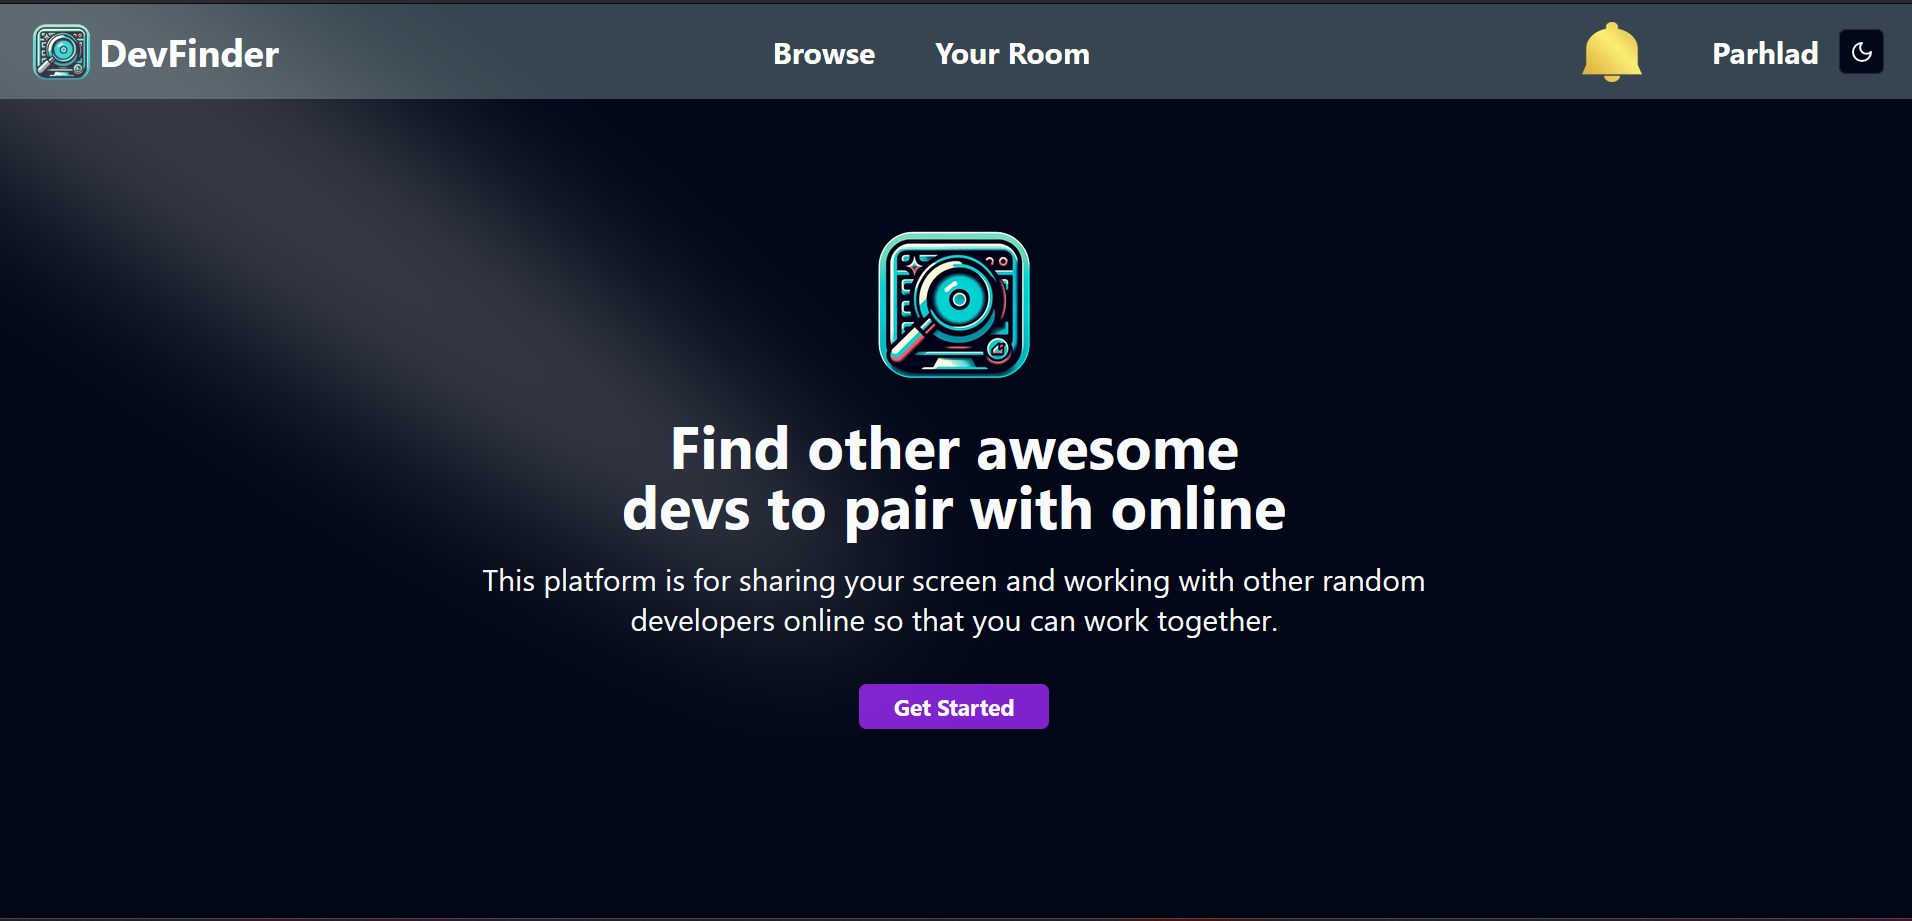 DevFinder
Browse
Your Room
Parhlad
Find other awesome
devs to pair with online
This platform is for sharing your screen and working with other random
developers online so that you can work together.
Get Started